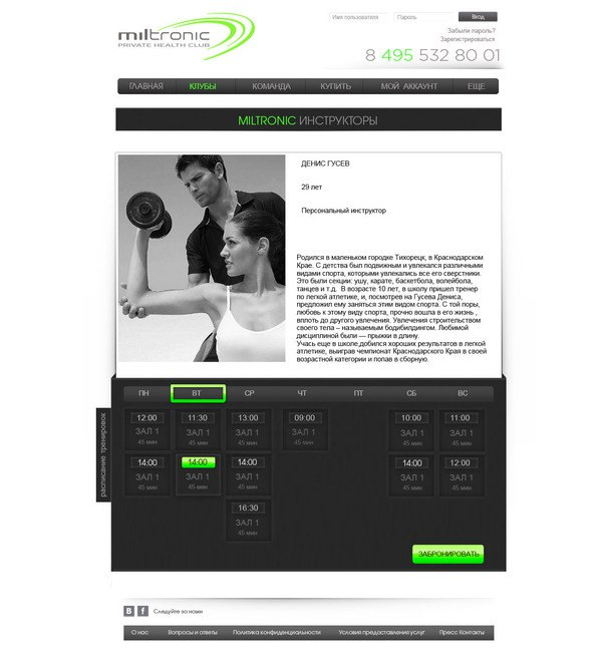 miltronic
PRIVATE HEALTH CLUB
Имя пользователя
Пароль
Вход
Забыли пароль?
Зарегистрироваться
8 495 532 80 01
ГЛАВНАЯ КЛУБЫ КОМАНДА КУПИТЬ МОЙ АККАУНТ ЕЩЕ
MILTRONIC ИНСТРУКТОРЫ
ДЕНИС ГУСЕВ
29 лет
Персональный инструктор
Родился в маленьком городке Тихорецк, в Краснодарском
Крае. С детства был подвижным и увлекался различными
видами спорта, которыми увлекались все его сверстники.
Это были секции: ушу, карате, баскетбола, волейбола,
танцев и т.д. В возрасте 10 лет, в школу пришел тренер
по легкой атлетике, и, посмотрев на Гусева Дениса,
предложил ему заняться этим видом спорта. С той поры,
любовь к этому виду спорта, прочно вошла в его жизнь ,
вплоть до другого увлечения. Увлечения строительством
своего тела – называемым бодибилдингом. Любимой
дисциплиной были — прыжки в длину.
Учась еще в школе,добился хороших результатов в легкой
атлетике, выиграв чемпионат Краснодарского Края в своей
возрастной категории и попав в сборную.
расписание тренировок
ПН ВТ СР ЧТ ПТ СБ ВС
12:00 11:30 13:00 09:00 10:00 11:00
ЗАЛ 1 ЗАЛ 1 ЗАЛ 1 ЗАЛ 1 ЗАЛ 1 ЗАЛ 1
45 мин 45 мин 45 мин 45 мин 45 мин 45 мин
14:00 14:00 14:00 14:00 12:00
ЗАЛ 1 ЗАЛ 1 ЗАЛ 1 ЗАЛ 1 ЗАЛ 1
45 мин 45 мин 45 мин 45 мин 45 мин
16:30
ЗАЛ 1
45 мин
ЗАБРОНИРОВАТЬ
В f Следуйте за нами
О нас Вопросы и ответы Политика конфиденциальности Условия предоставления услуг Пресс Контакты